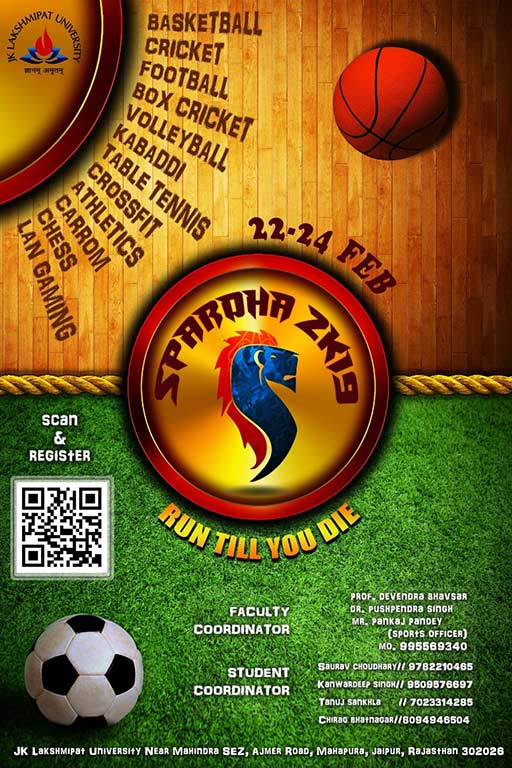 JK LAKSHMIPAT UNIVERSITY
ज्ञानम् अमृतम्
BASKETBALL
CRICKET
FOOTBALL
BOX CRICKET
VOLLEYBALL
KABADDI
TABLE TENNIS
CROSSFIT
ATHLETICS
CARROM
CHESS
LAN GAMING
22-24 FEB
SPARDHA 2K19
RUN TILL YOU DIE
SCAN
&
REGISTER
FACULTY
COORDINATOR
PROF. DEVENDRA BHAVSAR
DR. PUSHPENDRA SINGH
MR. PANKAJ PANDEY
(SPORTS OFFICER)
MO. 995569340
STUDENT
COORDINATOR
SAURAV CHOUDHARY// 9782210465
KANWARDEEP SINGH// 9509576697
TANUJ SANKHLA // 7023314285
CHIRAG BHATNAGAR//8094946504
JK LAKSHMIPAT UNIVERSITY NEAR MAHINDRA SEZ, AJMER ROAD, MAHAPURA, JAIPUR, RAJASTHAN 302026